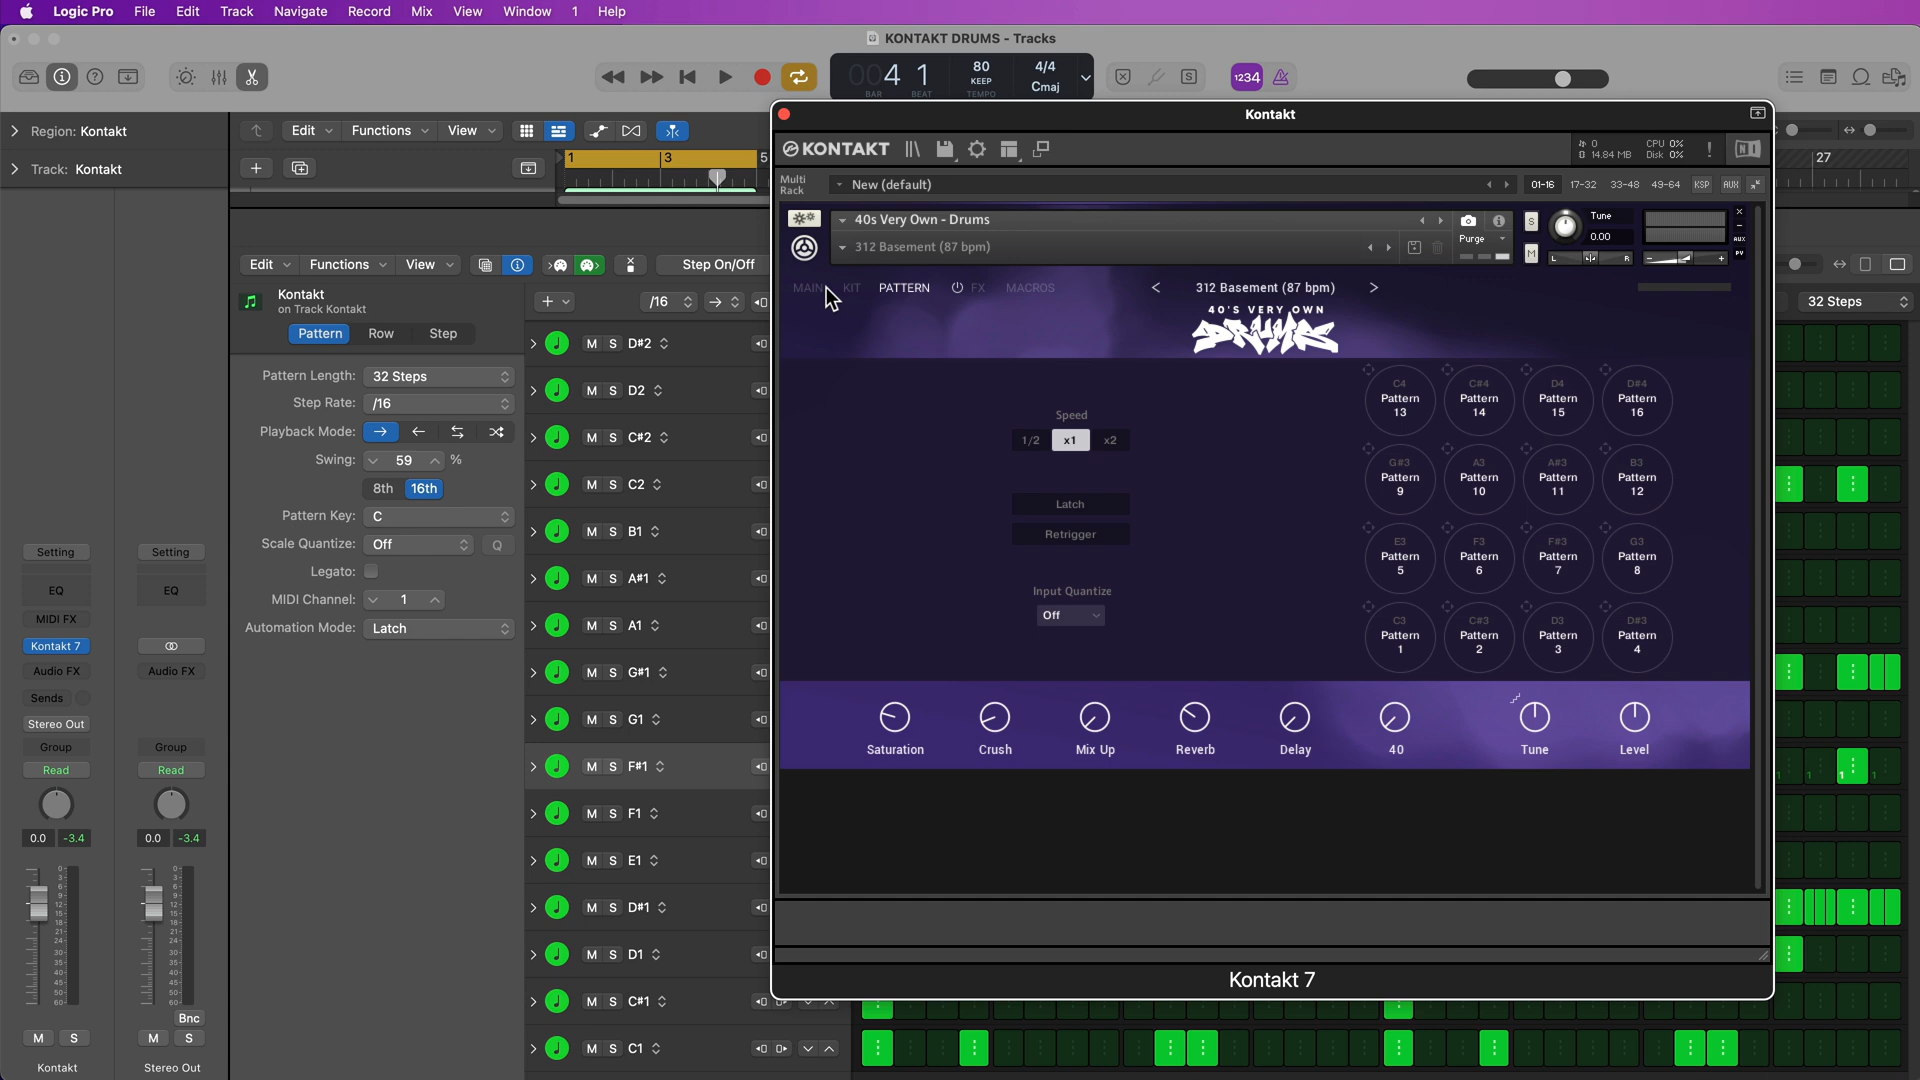 Logic Pro File Edit Track Navigate Record Mix View Window 1 Help
KONTAKT DRUMS - Tracks
004 1 80 4/4
KEEP Cmaj
BAR BEAT TEMPO
1234
Region: Kontakt
Track: Kontakt
Edit Functions View
1 3 5
27
Kontakt
KONTAKT
0 CPU 0%
14.84 MB Disk 0%
Multi
Rack
New (default)
01-16 17-32 33-48 49-64 KSP AUX
40s Very Own - Drums
312 Basement (87 bpm)
Purge
S
M
Tune
0.00
L R
- +
AUX
PV
MAIN KIT PATTERN FX MACROS
312 Basement (87 bpm)
40'S VERY OWN
DRUMS
Speed
1/2 x1 x2
Latch
Retrigger
Input Quantize
Off
C4 Pattern 13
C#4 Pattern 14
D4 Pattern 15
D#4 Pattern 16
G#3 Pattern 9
A3 Pattern 10
A#3 Pattern 11
B3 Pattern 12
E3 Pattern 5
F3 Pattern 6
F#3 Pattern 7
G3 Pattern 8
C3 Pattern 1
C#3 Pattern 2
D3 Pattern 3
D#3 Pattern 4
Saturation Crush Mix Up Reverb Delay 40 Tune Level
Kontakt 7
Edit Functions View
Step On/Off
Kontakt
on Track Kontakt
Pattern Row Step
Pattern Length: 32 Steps
Step Rate: /16
Playback Mode:
Swing: 59 %
8th 16th
Pattern Key: C
Scale Quantize: Off Q
Legato:
MIDI Channel: 1
Automation Mode: Latch
/16
32 Steps
M S D#2
M S D2
M S C#2
M S C2
M S B1
M S A#1
M S A1
M S G#1
M S G1
M S F#1
M S F1
M S E1
M S D#1
M S D1
M S C#1
M S C1
1 1 1 1
Setting Setting
EQ EQ
MIDI FX
Kontakt 7
Audio FX Audio FX
Sends
Stereo Out
Group Group
Read Read
0.0 -3.4 0.0 -3.4
Bnc
M S M S
Kontakt Stereo Out